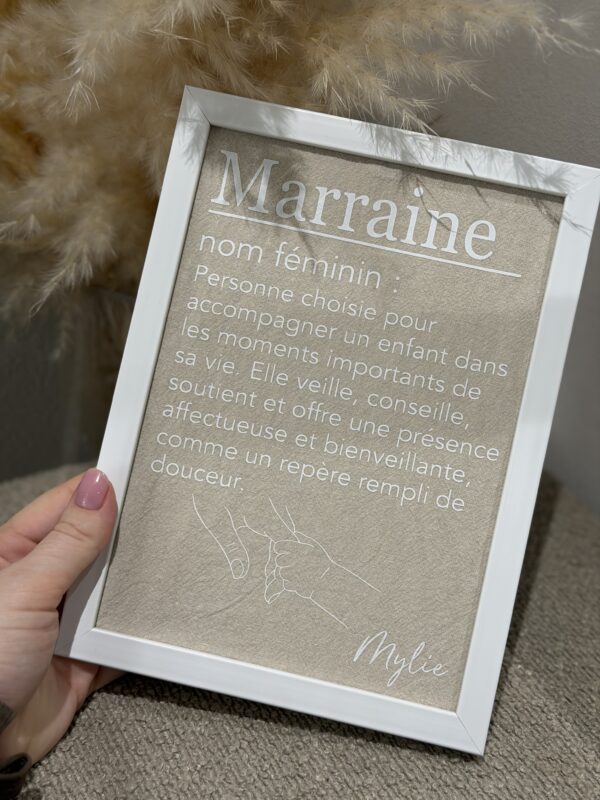 Marraine
nom féminin :
Personne choisie pour
accompagner un enfant dans
les moments importants de
sa vie. Elle veille, conseille,
soutient et offre une présence
affectueuse et bienveillante,
comme un repère rempli de
douceur.
Mylie